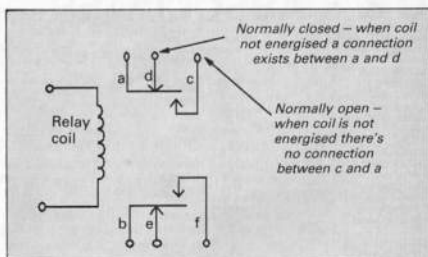 Normally closed – when coil
not energised a connection
exists between a and d
a
d
c
Normally open –
when coil is not
energised there's
no connection
between c and a
Relay
coil
b
e
f